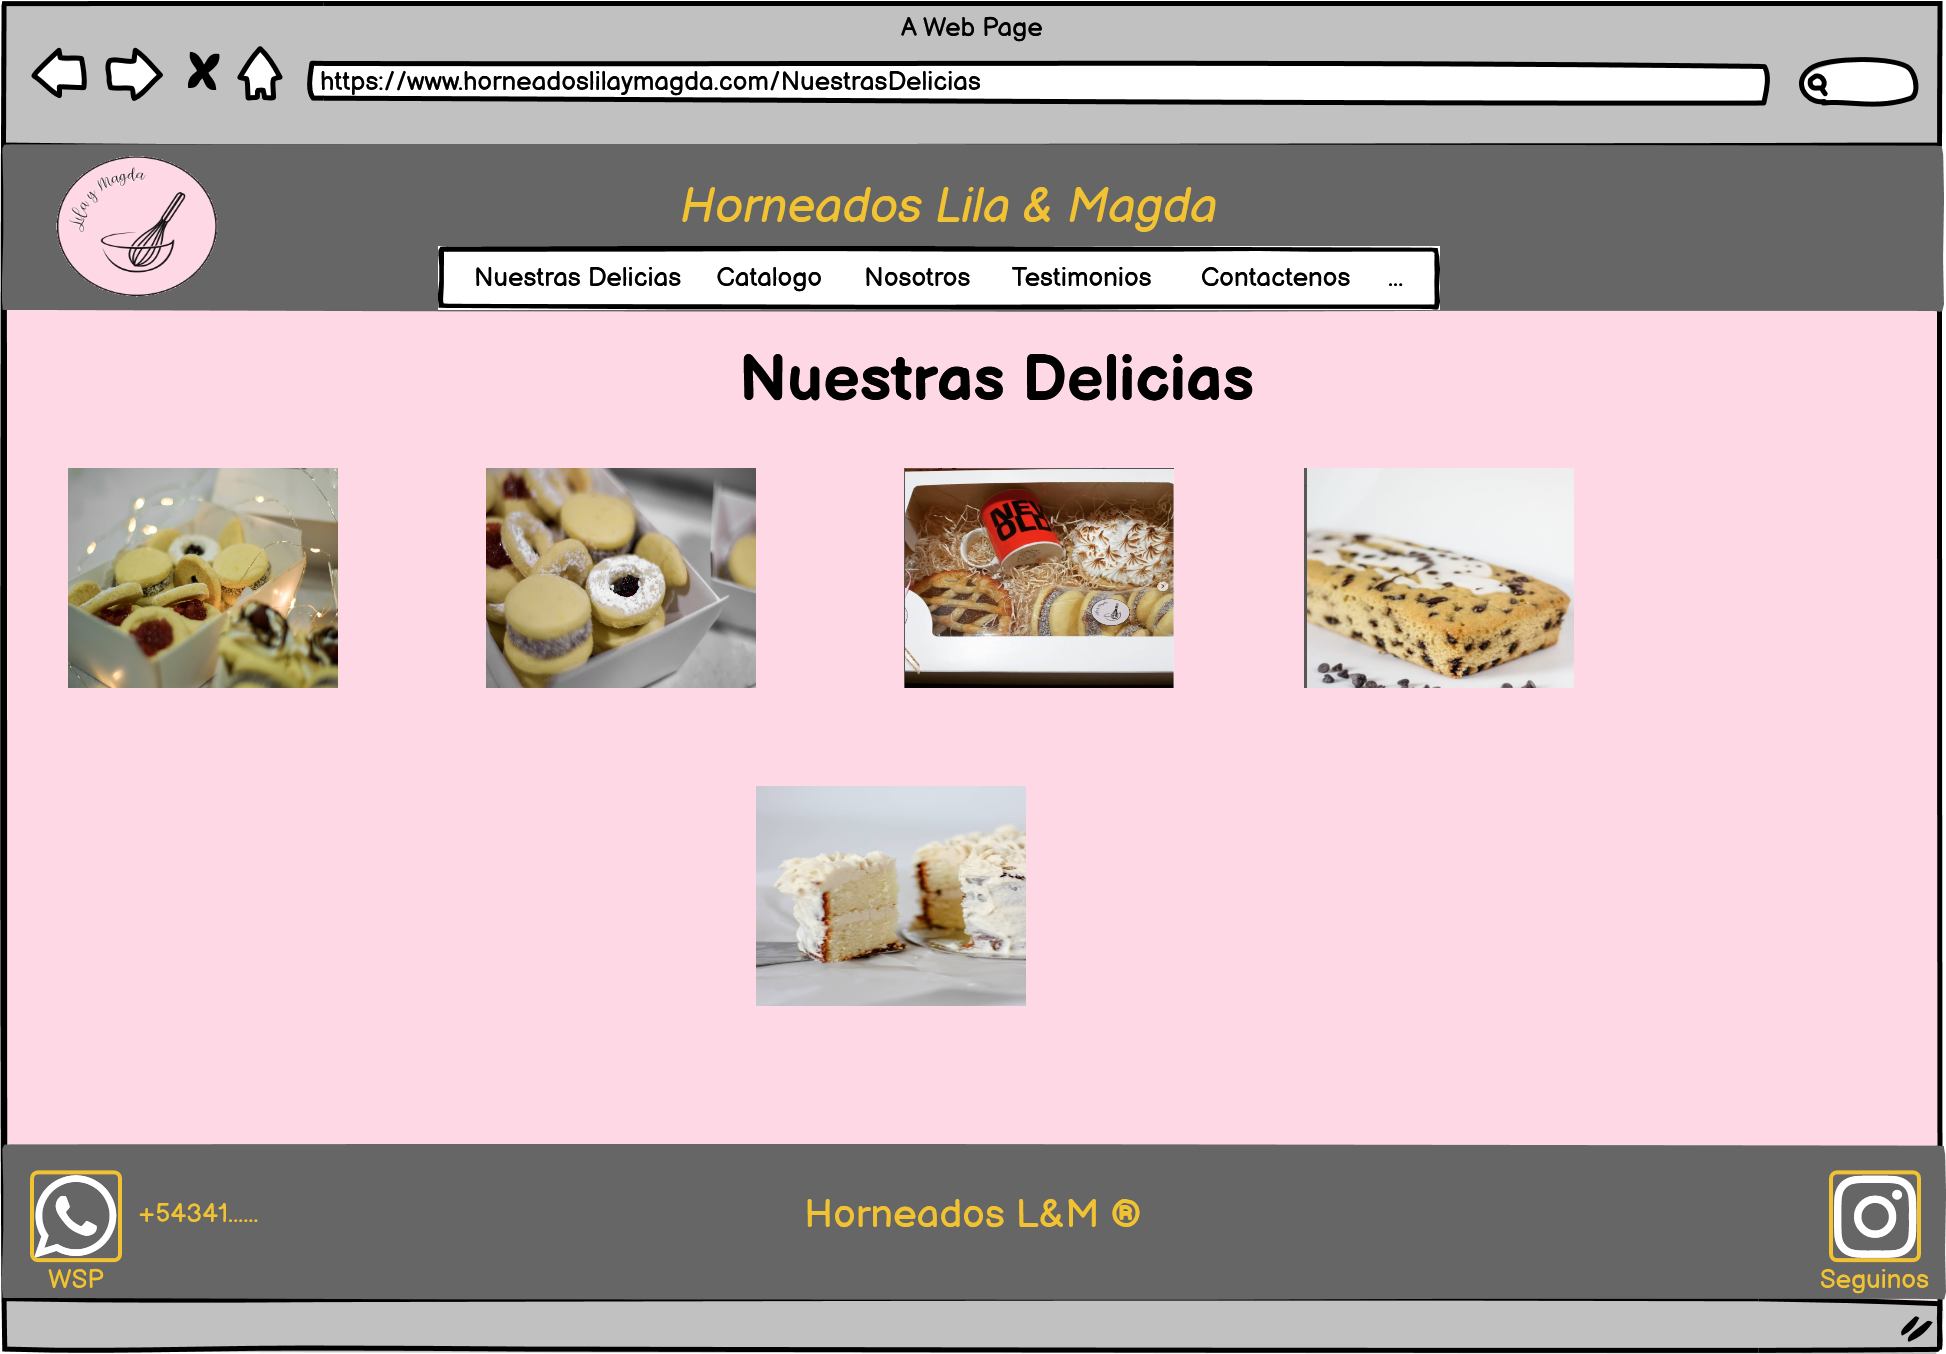 A Web Page
https://www.horneadoslilaymagda.com/NuestrasDelicias
Lila y Magda
Horneados Lila & Magda
Nuestras Delicias Catalogo Nosotros Testimonios Contactenos ...
Nuestras Delicias
NEW
OLD
+54341......
Horneados L&M ®
WSP
Seguinos